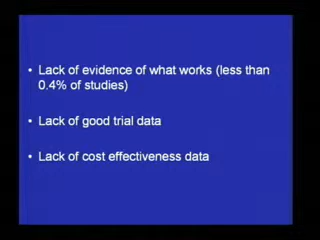 • Lack of evidence of what works (less than
0.4% of studies)
• Lack of good trial data
• Lack of cost effectiveness data